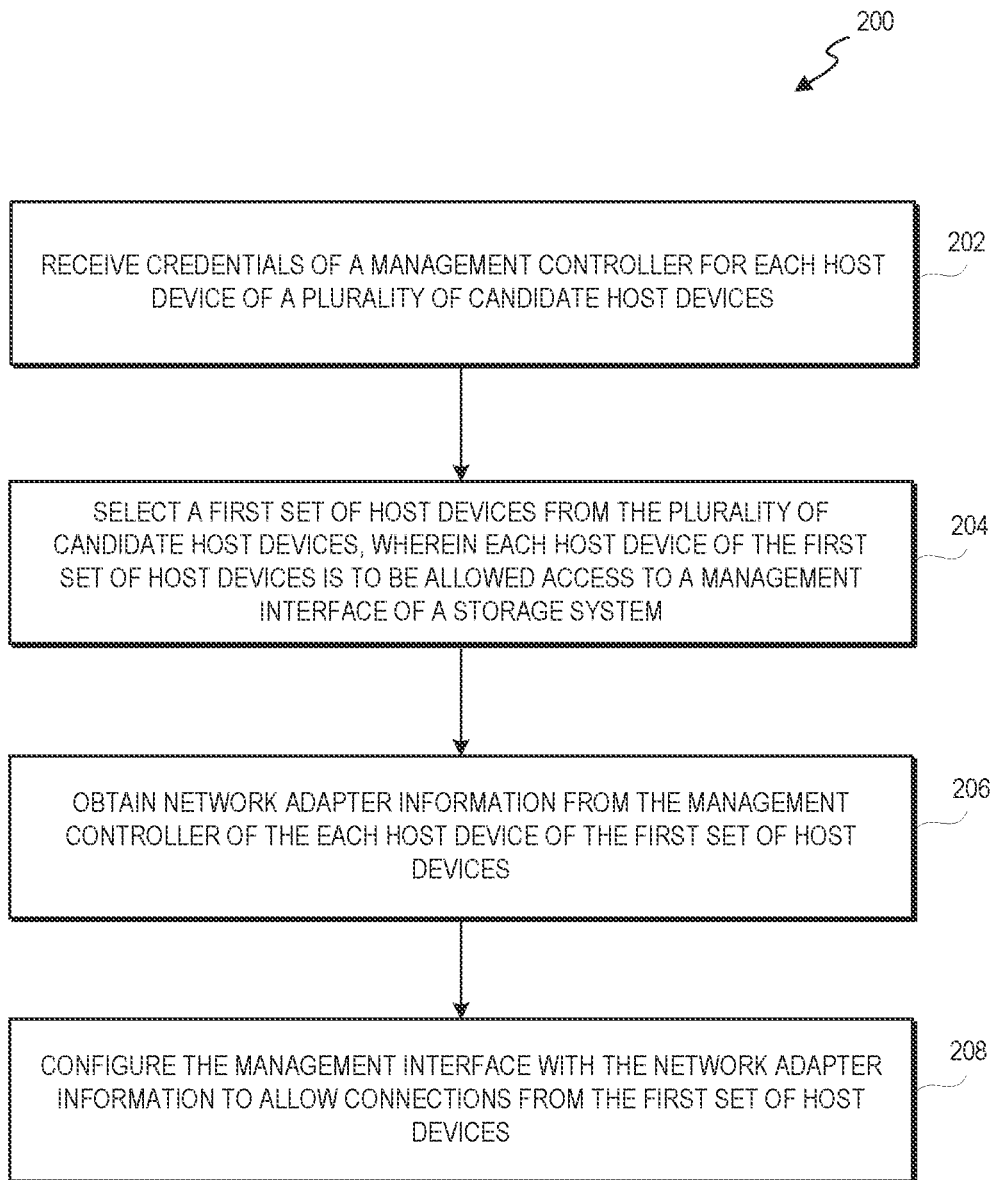 200
RECEIVE CREDENTIALS OF A MANAGEMENT CONTROLLER FOR EACH HOST
DEVICE OF A PLURALITY OF CANDIDATE HOST DEVICES
202
SELECT A FIRST SET OF HOST DEVICES FROM THE PLURALITY OF
CANDIDATE HOST DEVICES, WHEREIN EACH HOST DEVICE OF THE FIRST
SET OF HOST DEVICES IS TO BE ALLOWED ACCESS TO A MANAGEMENT
INTERFACE OF A STORAGE SYSTEM
204
OBTAIN NETWORK ADAPTER INFORMATION FROM THE MANAGEMENT
CONTROLLER OF THE EACH HOST DEVICE OF THE FIRST SET OF HOST
DEVICES
206
CONFIGURE THE MANAGEMENT INTERFACE WITH THE NETWORK ADAPTER
INFORMATION TO ALLOW CONNECTIONS FROM THE FIRST SET OF HOST
DEVICES
208